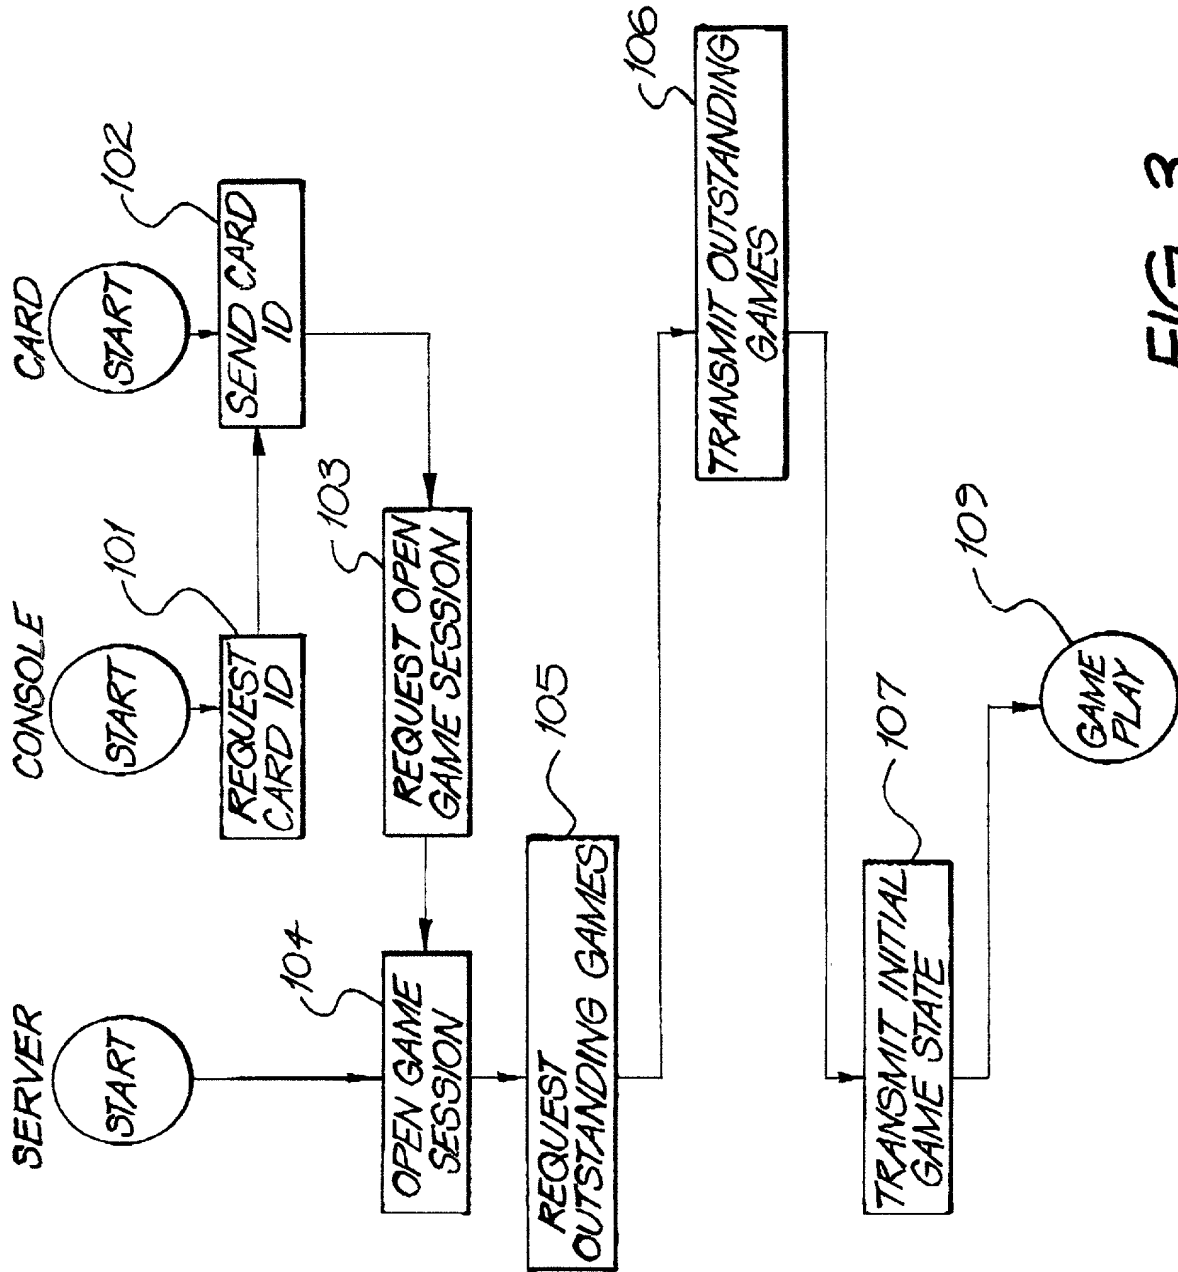 SERVER
CONSOLE
CARD
START
START
START
101
REQUEST
CARD ID
102
SEND CARD
ID
103
REQUEST OPEN
GAME SESSION
104
OPEN GAME
SESSION
105
REQUEST
OUTSTANDING GAMES
106
TRANSMIT OUTSTANDING
GAMES
107
TRANSMIT INITIAL
GAME STATE
109
GAME
PLAY
FIG. 3